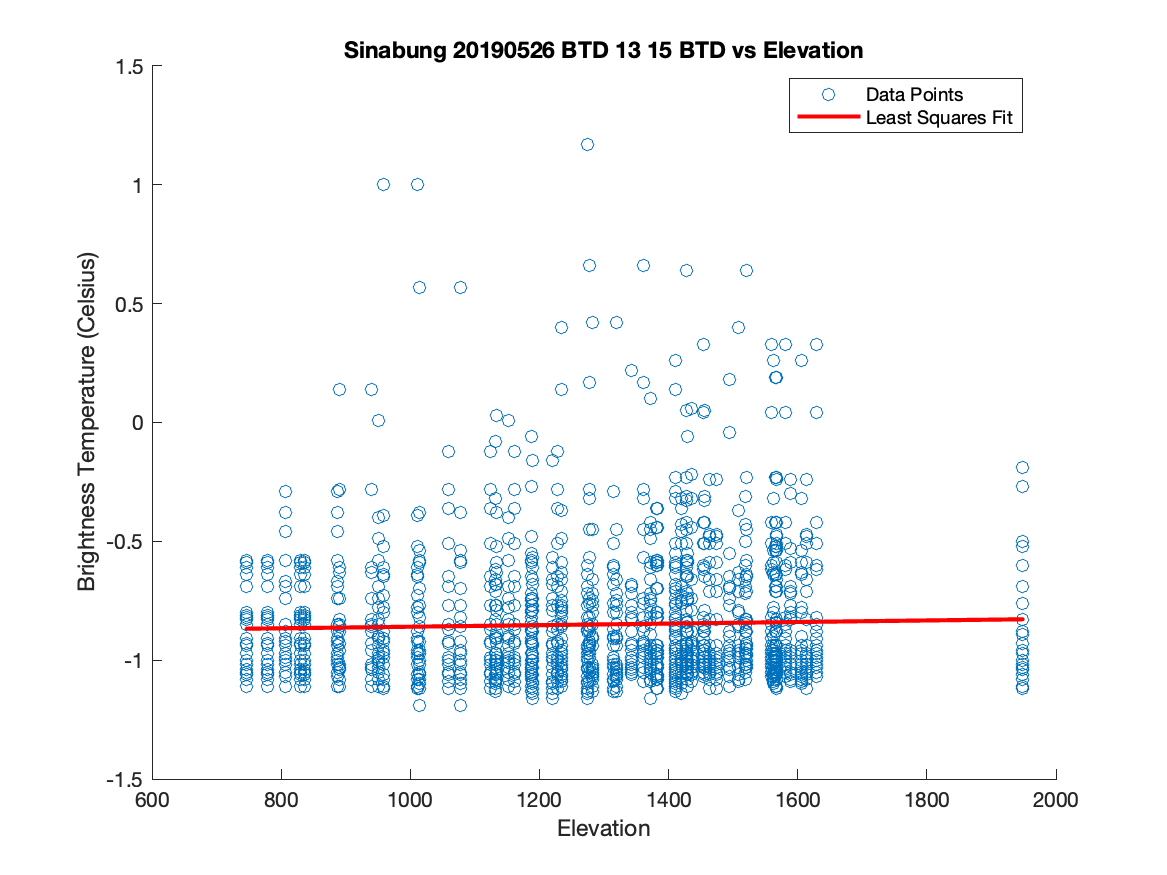 Sinabung 20190526 BTD 13 15 BTD vs Elevation
Data Points
Least Squares Fit
Brightness Temperature (Celsius)
1.5
1
0.5
0
-0.5
-1
-1.5
600 800 1000 1200 1400 1600 1800 2000
Elevation